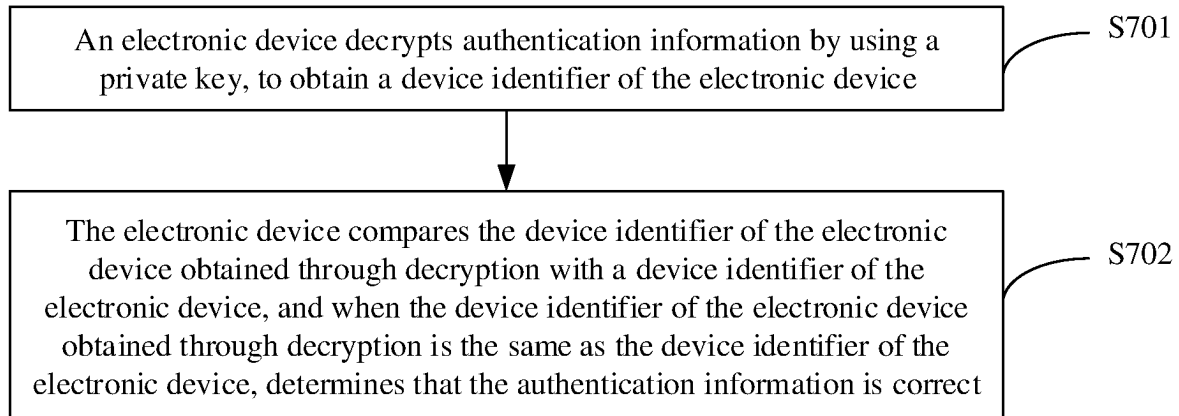 An electronic device decrypts authentication information by using a
private key, to obtain a device identifier of the electronic device
S701
The electronic device compares the device identifier of the electronic
device obtained through decryption with a device identifier of the
electronic device, and when the device identifier of the electronic device
obtained through decryption is the same as the device identifier of the
electronic device, determines that the authentication information is correct
S702